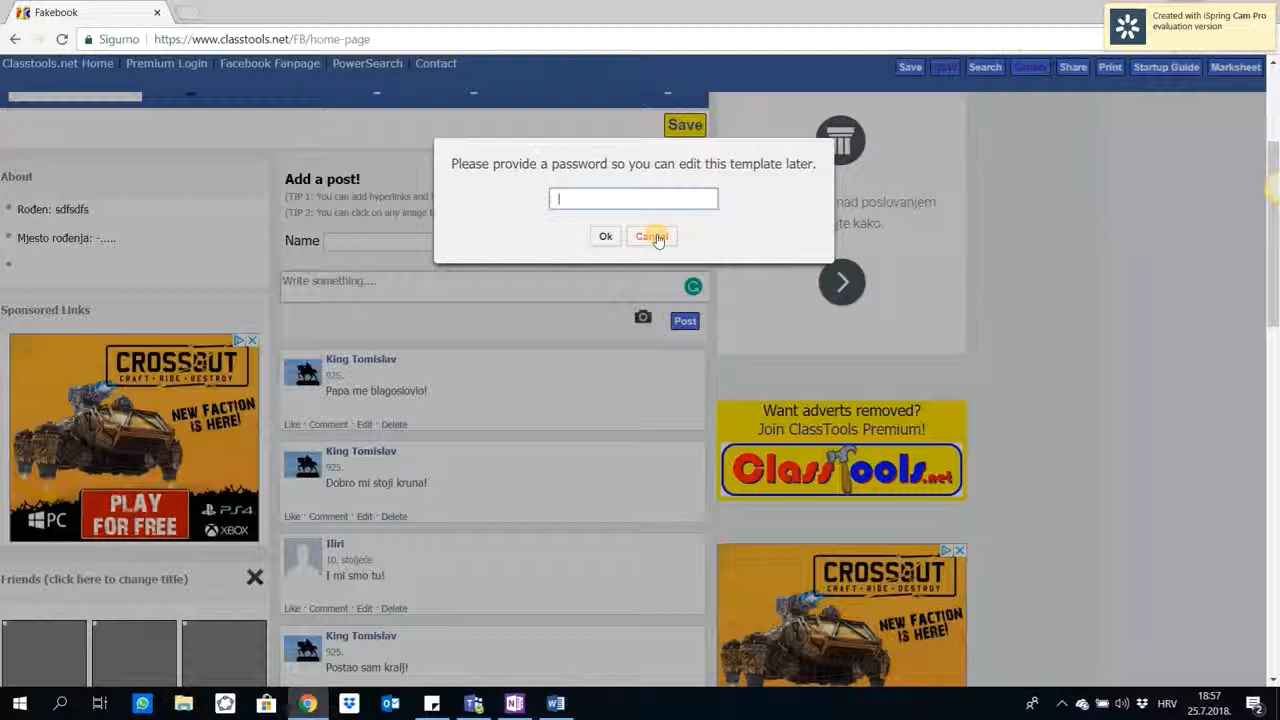 Fakebook
Created with iSpring Cam Pro
evaluation version
Sigurno
https://www.classtools.net/FB/home-page
Classtools.net Home
Premium Login
Facebook Fanpage
PowerSearch
Contact
Save
Search
Gallery
Share
Print
Startup Guide
Marksheet
Save
Please provide a password so you can edit this template later.
Ok
About
Rođen: sdfsdfs
Mjesto rođenja: -.....
Add a post!
(TIP 1: You can add hyperlinks and
(TIP 2: You can click on any image t
Name
Write something....
Post
nad poslovanjem
jte kako.
Sponsored Links
CROSSOUT
CRAFT · RIDE · DESTROY
NEW FACTION
IS HERE!
PLAY
FOR FREE
PC
PS4
XBOX
King Tomislav
925.
Papa me blagoslovio!
Like · Comment · Edit · Delete
King Tomislav
925.
Dobro mi stoji kruna!
Like · Comment · Edit · Delete
Iliri
10. stoljeće
I mi smo tu!
Like · Comment · Edit · Delete
King Tomislav
925.
Postao sam kralj!
Want adverts removed?
Join ClassTools Premium!
ClassTools.net
CROSSOUT
CRAFT · RIDE · DESTROY
NEW FACTION
IS HERE!
Friends (click here to change title)
HRV
18:57
25.7.2018.
2